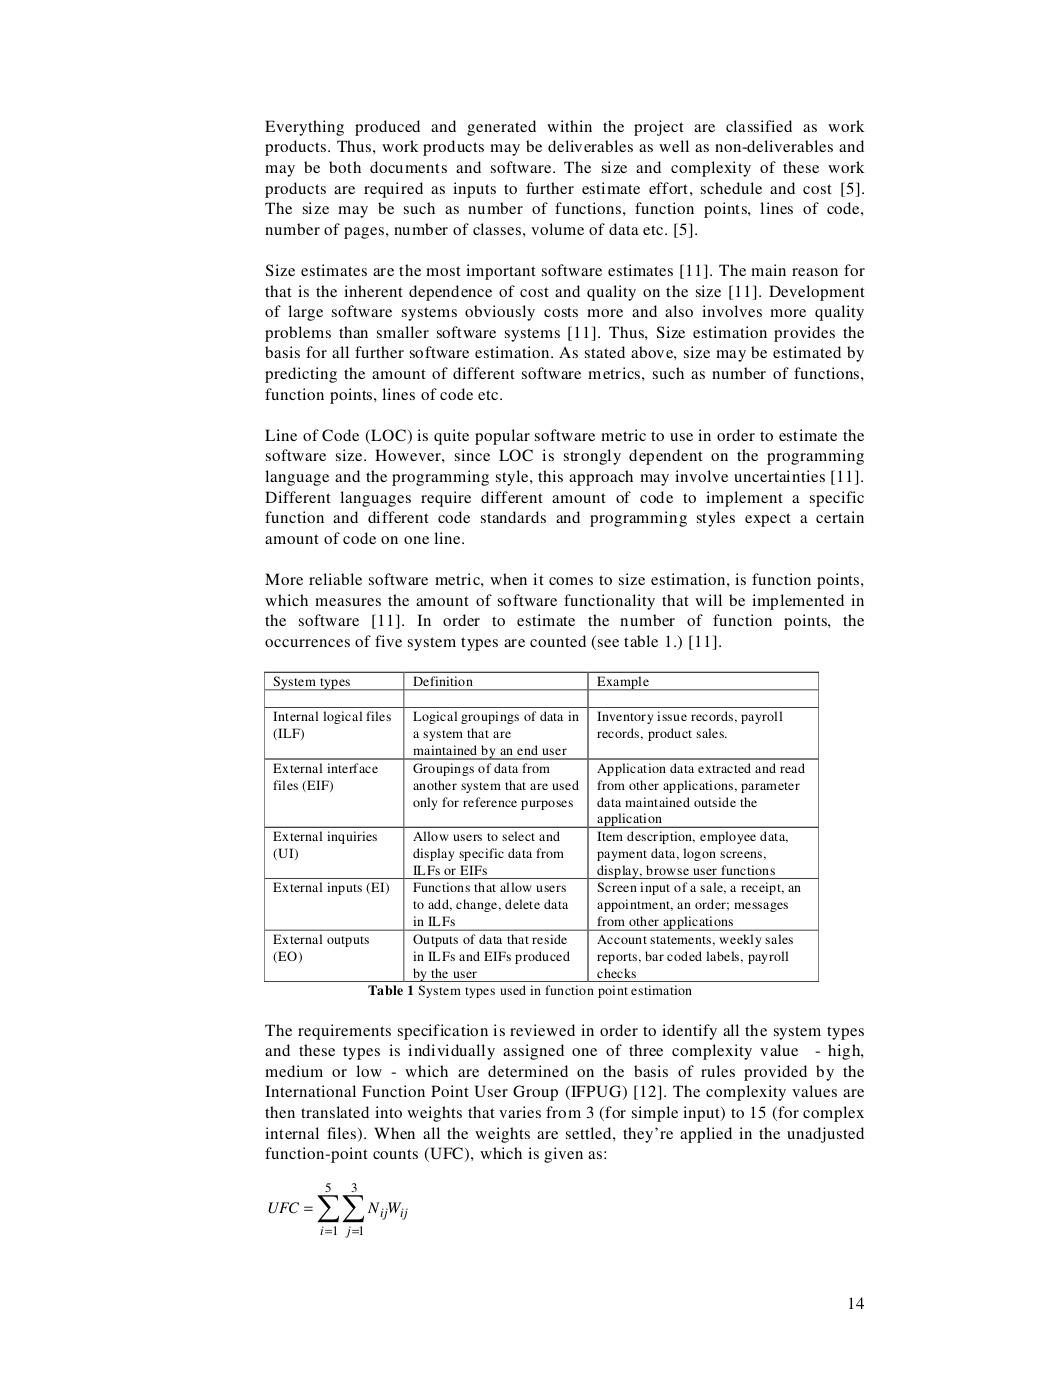 Everything produced and generated within the project are classified as work
products. Thus, work products may be deliverables as well as non-deliverables and
may be both documents and software. The size and complexity of these work
products are required as inputs to further estimate effort, schedule and cost [5].
The size may be such as number of functions, function points, lines of code,
number of pages, number of classes, volume of data etc. [5].
Size estimates are the most important software estimates [11]. The main reason for
that is the inherent dependence of cost and quality on the size [11]. Development
of large software systems obviously costs more and also involves more quality
problems than smaller software systems [11]. Thus, Size estimation provides the
basis for all further software estimation. As stated above, size may be estimated by
predicting the amount of different software metrics, such as number of functions,
function points, lines of code etc.
Line of Code (LOC) is quite popular software metric to use in order to estimate the
software size. However, since LOC is strongly dependent on the programming
language and the programming style, this approach may involve uncertainties [11].
Different languages require different amount of code to implement a specific
function and different code standards and programming styles expect a certain
amount of code on one line.
More reliable software metric, when it comes to size estimation, is function points,
which measures the amount of software functionality that will be implemented in
the software [11]. In order to estimate the number of function points, the
occurrences of five system types are counted (see table 1.) [11].
System types Definition Example
Internal logical files Logical groupings of data in Inventory issue records, payroll
(ILF) a system that are records, product sales.
maintained by an end user
External interface Groupings of data from Application data extracted and read
files (EIF) another system that are used from other applications, parameter
only for reference purposes data maintained outside the
application
External inquiries Allow users to select and Item description, employee data,
(UI) display specific data from payment data, logon screens,
ILFs or EIFs display, browse user functions
External inputs (EI) Functions that allow users Screen input of a sale, a receipt, an
to add, change, delete data appointment, an order; messages
in ILFs from other applications
External outputs Outputs of data that reside Account statements, weekly sales
(EO) in ILFs and EIFs produced reports, bar coded labels, payroll
by the user checks
Table 1 System types used in function point estimation
The requirements specification is reviewed in order to identify all the system types
and these types is individually assigned one of three complexity value - high,
medium or low - which are determined on the basis of rules provided by the
International Function Point User Group (IFPUG) [12]. The complexity values are
then translated into weights that varies from 3 (for simple input) to 15 (for complex
internal files). When all the weights are settled, they’re applied in the unadjusted
function-point counts (UFC), which is given as:
5 3
UFC = ∑ ∑ NijWij
i=1 j=1
14